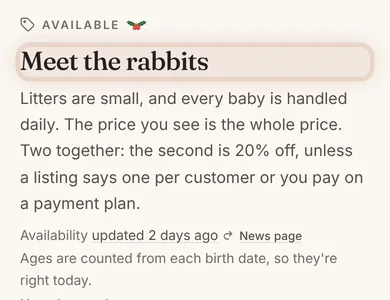 AVAILABLE
Meet the rabbits
Litters are small, and every baby is handled
daily. The price you see is the whole price.
Two together: the second is 20% off, unless
a listing says one per customer or you pay on
a payment plan.
Availability updated 2 days ago News page
Ages are counted from each birth date, so they're
right today.